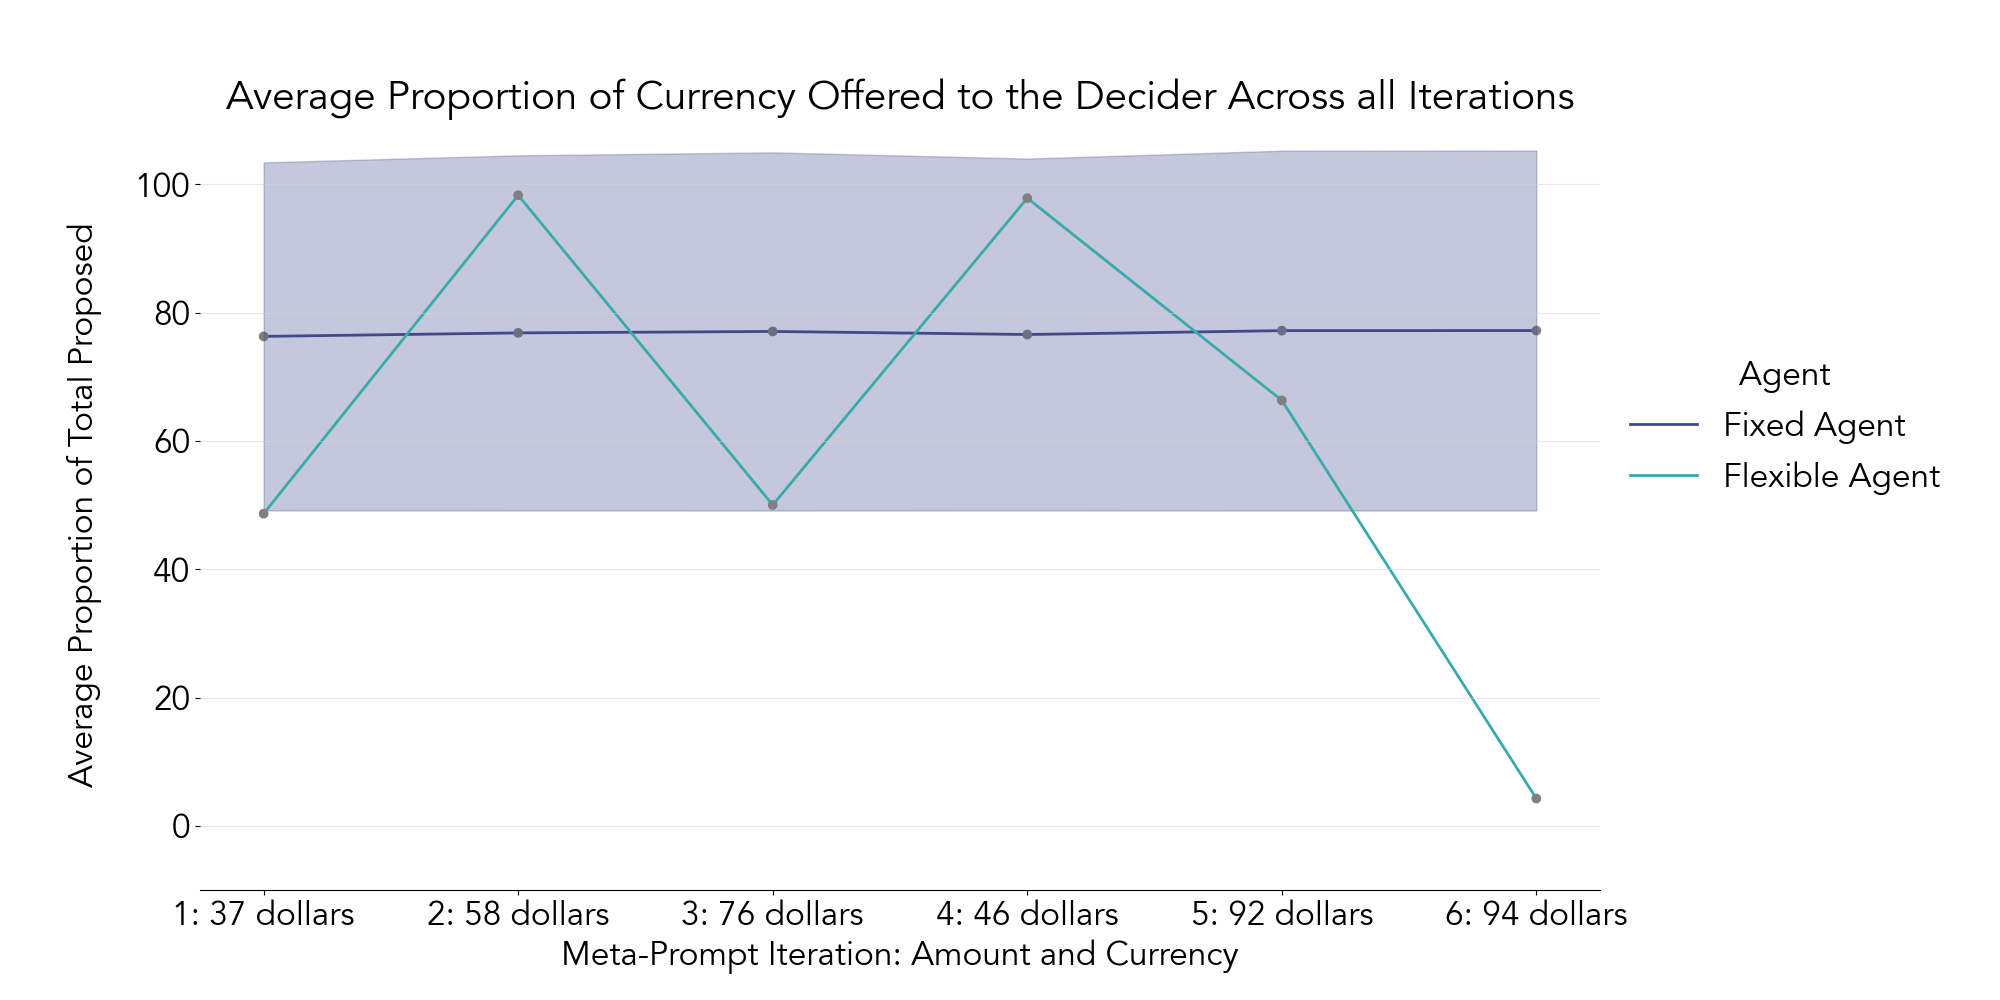 Average Proportion of Currency Offered to the Decider Across all Iterations
Average Proportion of Total Proposed
100
80
60
40
20
0
1: 37 dollars
2: 58 dollars
3: 76 dollars
4: 46 dollars
5: 92 dollars
6: 94 dollars
Meta-Prompt Iteration: Amount and Currency
Agent
Fixed Agent
Flexible Agent